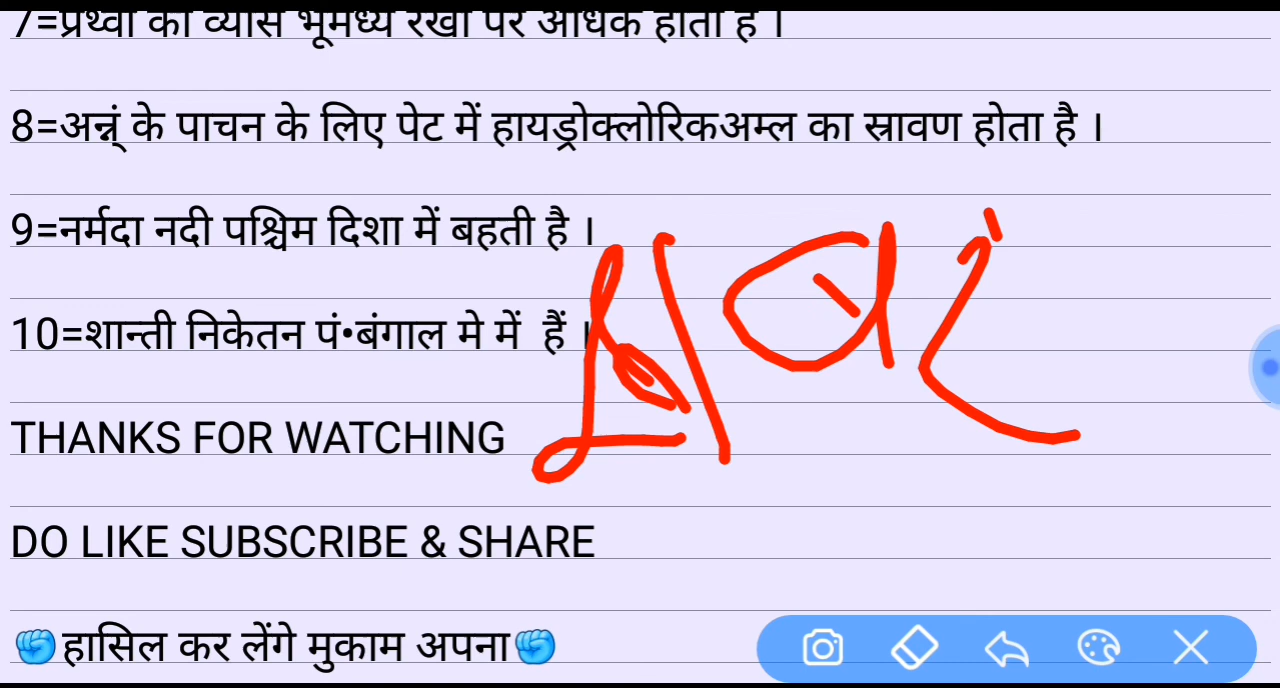 7=प्रथ्वी का व्यास भूमध्य रेखा पर अधिक होता है ।
8=अन्नं के पाचन के लिए पेट में हायड्रोक्लोरिकअम्ल का स्रावण होता है ।
9=नर्मदा नदी पश्चिम दिशा में बहती है ।
10=शान्ती निकेतन पं•बंगाल मे में हैं ।
THANKS FOR WATCHING
DO LIKE SUBSCRIBE & SHARE
✊हासिल कर लेंगे मुकाम अपना✊